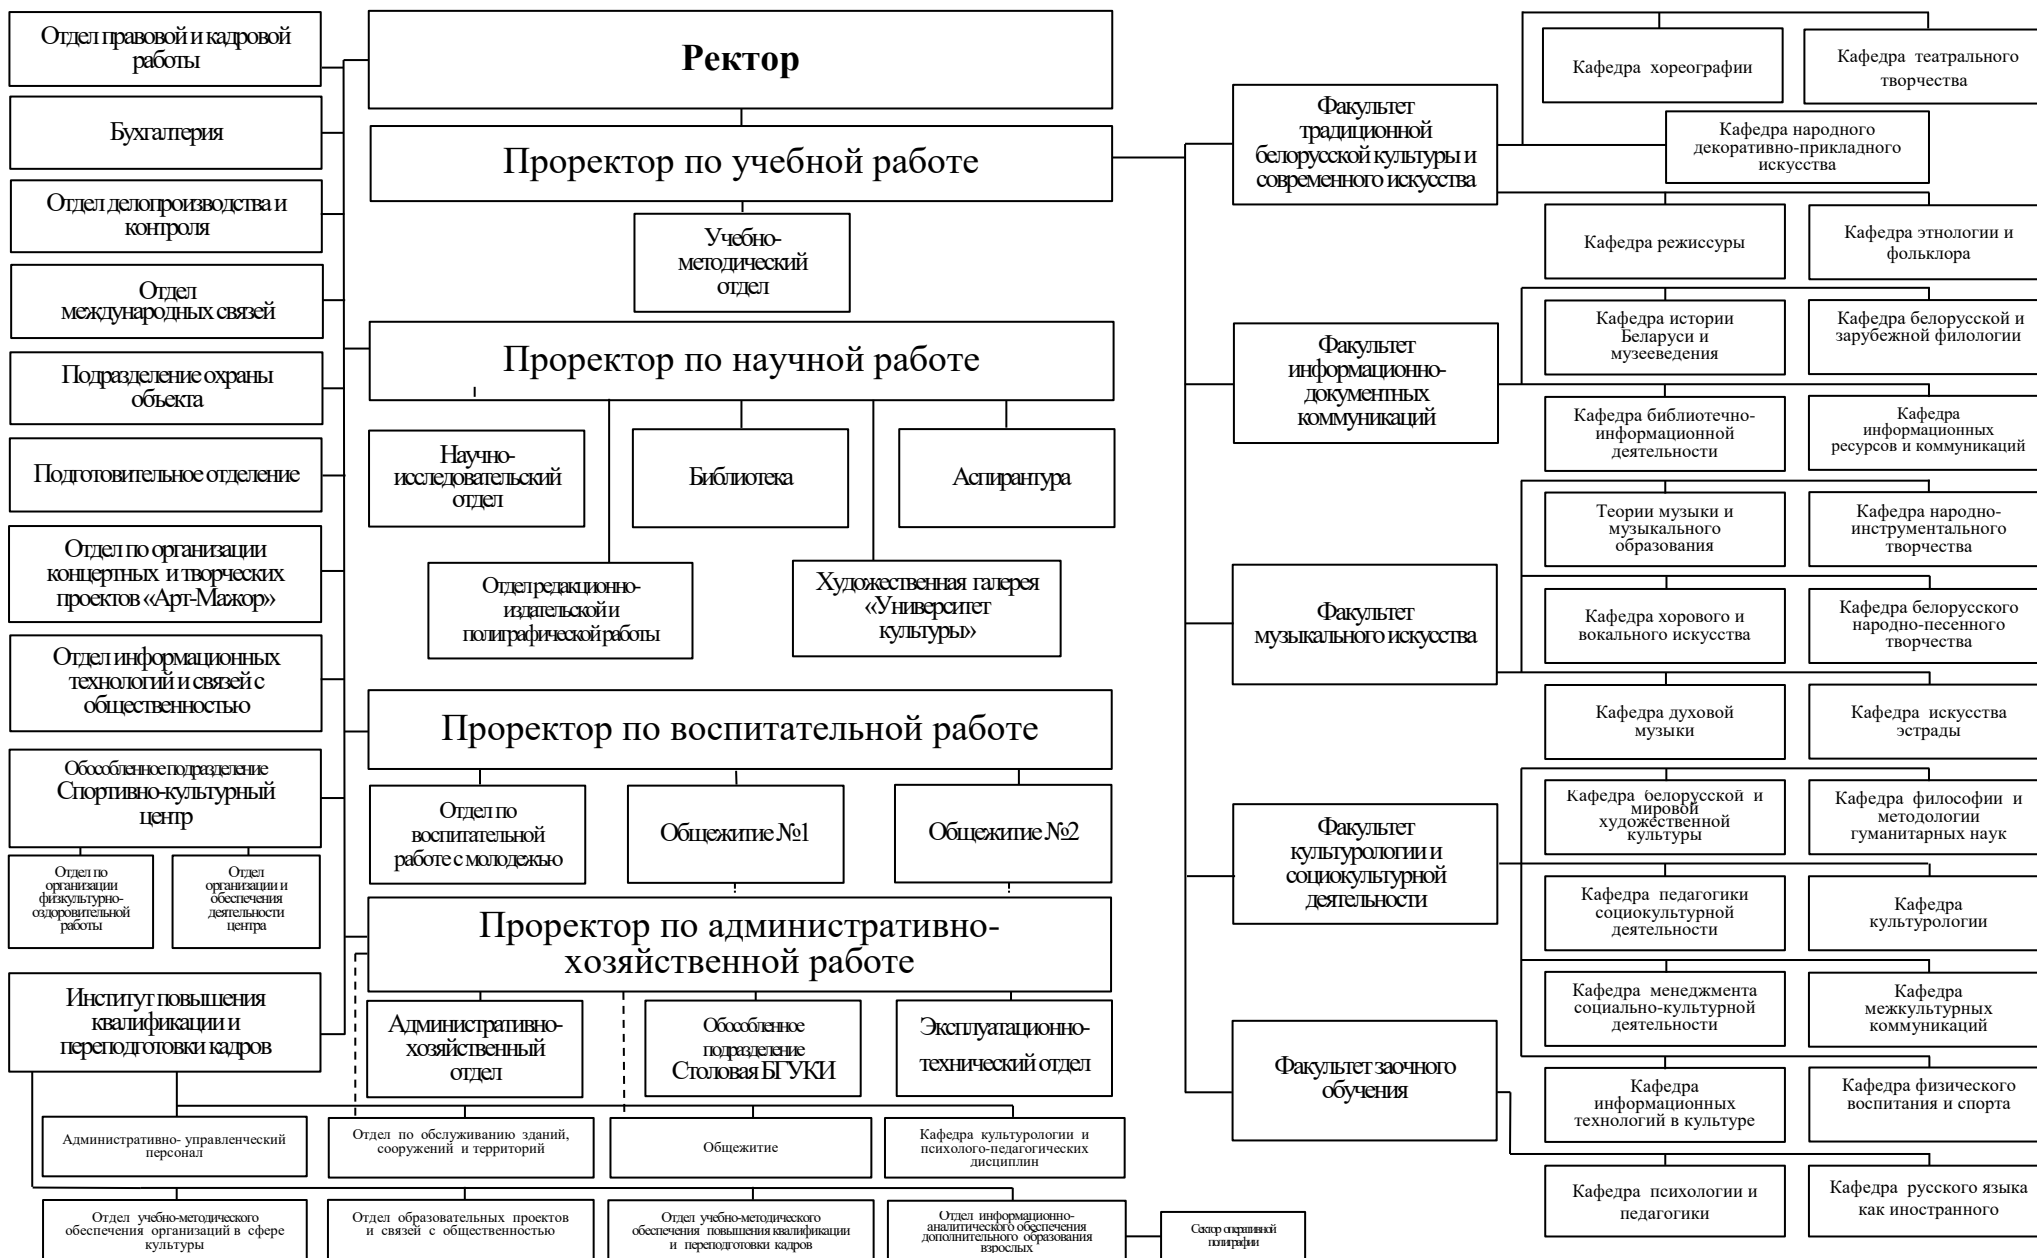 Отдел правовой и кадровой
работы
Бухгалтерия
Отдел делопроизводства и
контроля
Отдел
международных связей
Подразделение охраны
объекта
Подготовительное отделение
Отдел по организации
концертных и творческих
проектов «Арт-Мажор»
Отдел информационных
технологий и связей с
общественностью
Обособленное подразделение
Спортивно-культурный
центр
Отдел по
организации
физкультурно-
оздоровительной
работы
Отдел
организации и
обеспечения
деятельности
центра
Институт повышения
квалификации и
переподготовки кадров
Ректор
Проректор по учебной работе
Учебно-
методический
отдел
Проректор по научной работе
Научно-
исследовательский
отдел
Библиотека
Аспирантура
Отдел редакционно-
издательской и
полиграфической работы
Художественная галерея
«Университет
культуры»
Проректор по воспитательной работе
Отдел по
воспитательной
работе с молодежью
Общежитие №1
Общежитие №2
Проректор по административно-
хозяйственной работе
Административно-
хозяйственный
отдел
Обособленное
подразделение
Столовая БГУКИ
Эксплуатационно-
технический отдел
Административно- управленческий
персонал
Отдел по обслуживанию зданий,
сооружений и территорий
Общежитие
Кафедра культурологии и
психолого-педагогических
дисциплин
Отдел учебно-методического
обеспечения организаций в сфере
культуры
Отдел образовательных проектов
и связей с общественностью
Отдел учебно-методического
обеспечения повышения квалификации
и переподготовки кадров
Отдел информационно-
аналитического обеспечения
дополнительного образования
взрослых
Сектор оперативной
полиграфии
Факультет
традиционной
белорусской культуры и
современного искусства
Кафедра хореографии
Кафедра театрального
творчества
Кафедра народного
декоративно-прикладного
искусства
Кафедра режиссуры
Кафедра этнологии и
фольклора
Факультет
информационно-
документных
коммуникаций
Кафедра истории
Беларуси и
музееведения
Кафедра белорусской и
зарубежной филологии
Кафедра библиотечно-
информационной
деятельности
Кафедра
информационных
ресурсов и коммуникаций
Факультет
музыкального искусства
Теории музыки и
музыкального
образования
Кафедра народно-
инструментального
творчества
Кафедра хорового и
вокального искусства
Кафедра белорусского
народно-песенного
творчества
Кафедра духовой
музыки
Кафедра искусства
эстрады
Факультет
культурологии и
социокультурной
деятельности
Кафедра белорусской и
мировой
художественной
культуры
Кафедра философии и
методологии
гуманитарных наук
Кафедра педагогики
социокультурной
деятельности
Кафедра
культурологии
Кафедра менеджмента
социально-культурной
деятельности
Кафедра
межкультурных
коммуникаций
Кафедра
информационных
технологий в культуре
Кафедра физического
воспитания и спорта
Факультет заочного
обучения
Кафедра психологии и
педагогики
Кафедра русского языка
как иностранного